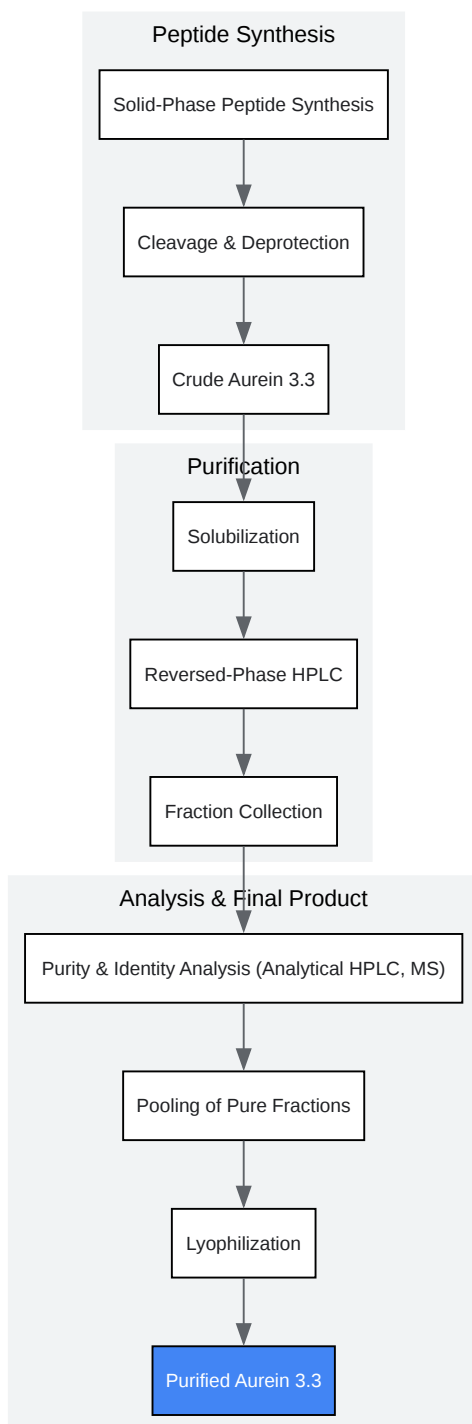 Peptide Synthesis
Solid-Phase Peptide Synthesis
Cleavage & Deprotection
Crude Aurein 3.3
Purification
Solubilization
Reversed-Phase HPLC
Fraction Collection
Analysis & Final Product
Purity & Identity Analysis (Analytical HPLC, MS)
Pooling of Pure Fractions
Lyophilization
Purified Aurein 3.3